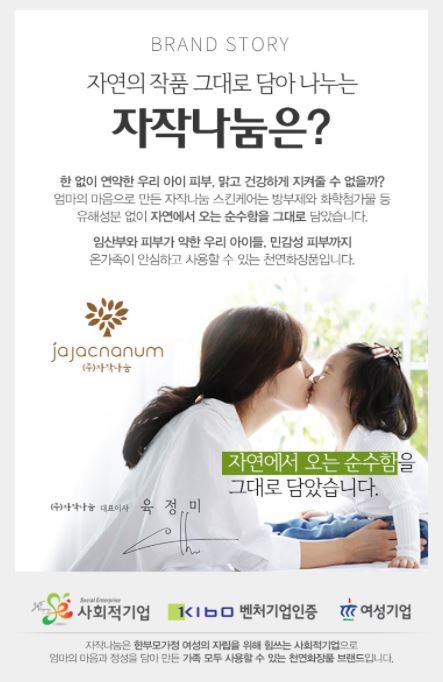 BRAND STORY
자연의 작품 그대로 담아 나누는
자작나눔은?
한 없이 연약한 우리 아이 피부, 맑고 건강하게 지켜줄 수 없을까?
엄마의 마음으로 만든 자작나눔 스킨케어는 방부제와 화학첨가물 등
유해성분 없이 자연에서 오는 순수함을 그대로 담았습니다.
임산부와 피부가 약한 우리 아이들, 민감성 피부까지
온가족이 안심하고 사용할 수 있는 천연화장품입니다.
jajacnanum
(주)자작나눔
자연에서 오는 순수함을
그대로 담았습니다.
(주)자작나눔 대표이사 육정미
Social Enterprise
사회적기업
KIBO 벤처기업인증
여성기업
자작나눔은 한부모가정 여성의 자립을 위해 힘쓰는 사회적기업으로
엄마의 마음과 정성을 담아 만든 가족 모두 사용할 수 있는 천연화장품 브랜드입니다.